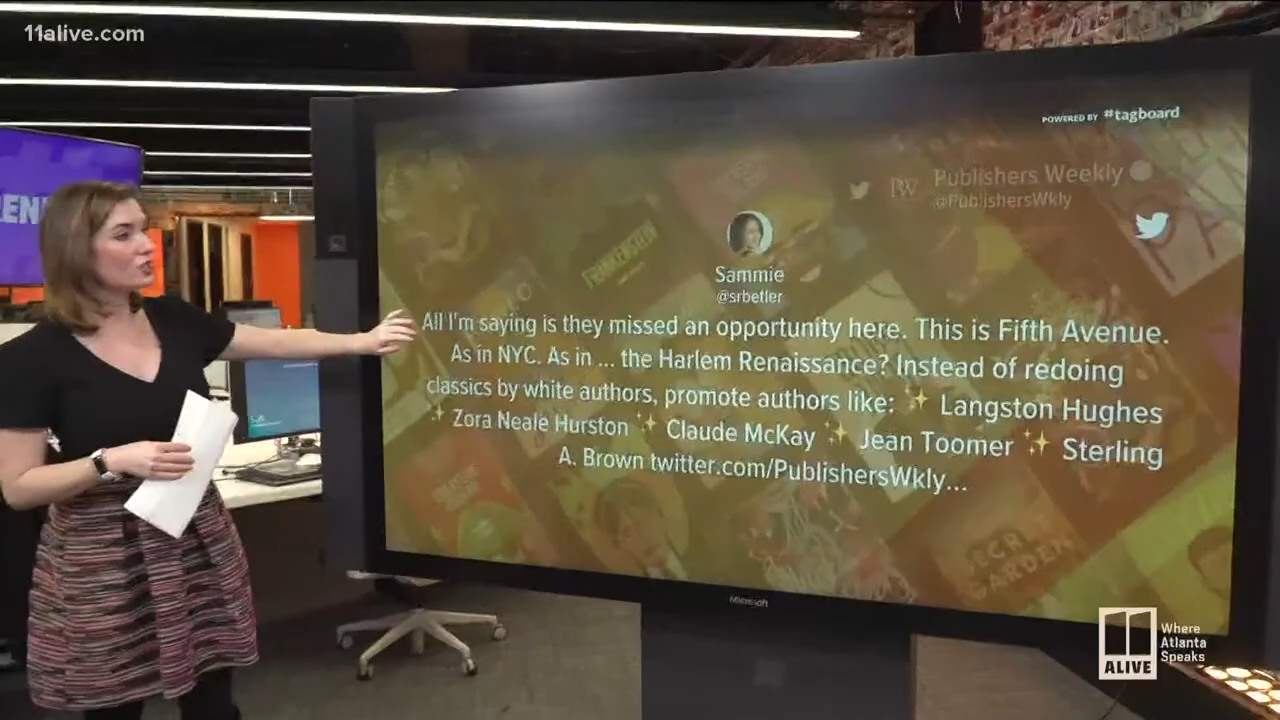 11alive.com
POWERED BY #tagboard
Publishers Weekly
@PublishersWkly
Sammie
@srbetler
All I'm saying is they missed an opportunity here. This is Fifth Avenue.
As in NYC. As in ... the Harlem Renaissance? Instead of redoing
classics by white authors, promote authors like: ✨ Langston Hughes
✨ Zora Neale Hurston ✨ Claude McKay ✨ Jean Toomer ✨ Sterling
A. Brown twitter.com/PublishersWkly...
FRANKENSTEIN
GARDEN
Microsoft
11 ALIVE
Where
Atlanta
Speaks